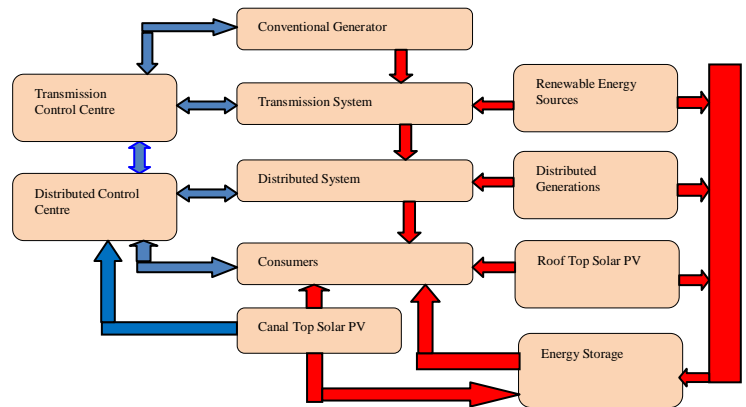 Conventional Generator
Transmission
Control Centre
Transmission System
Renewable Energy
Sources
Distributed Control
Centre
Distributed System
Distributed
Generations
Consumers
Roof Top Solar PV
Canal Top Solar PV
Energy Storage